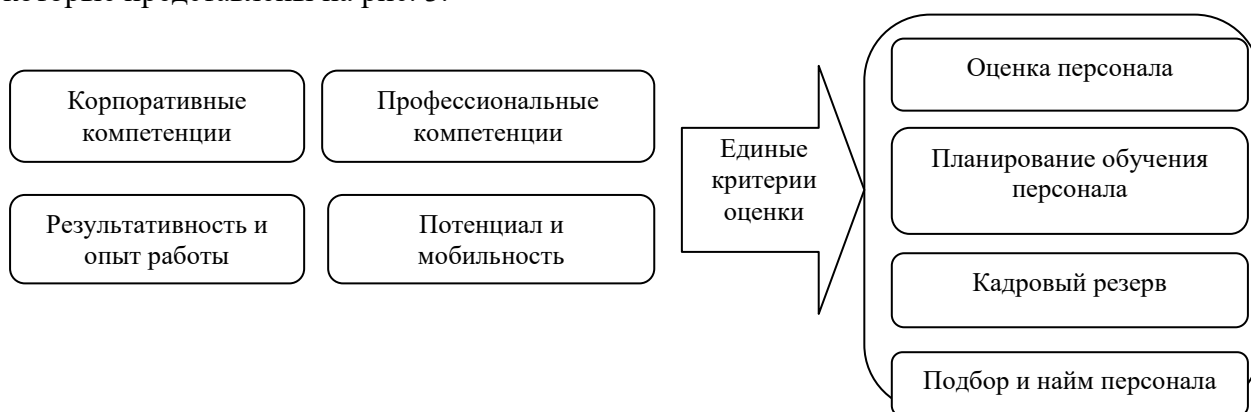 которые представлены на рис. 3.
Корпоративные
компетенции
Профессиональные
компетенции
Результативность и
опыт работы
Потенциал и
мобильность
Единые
критерии
оценки
Оценка персонала
Планирование обучения
персонала
Кадровый резерв
Подбор и найм персонала